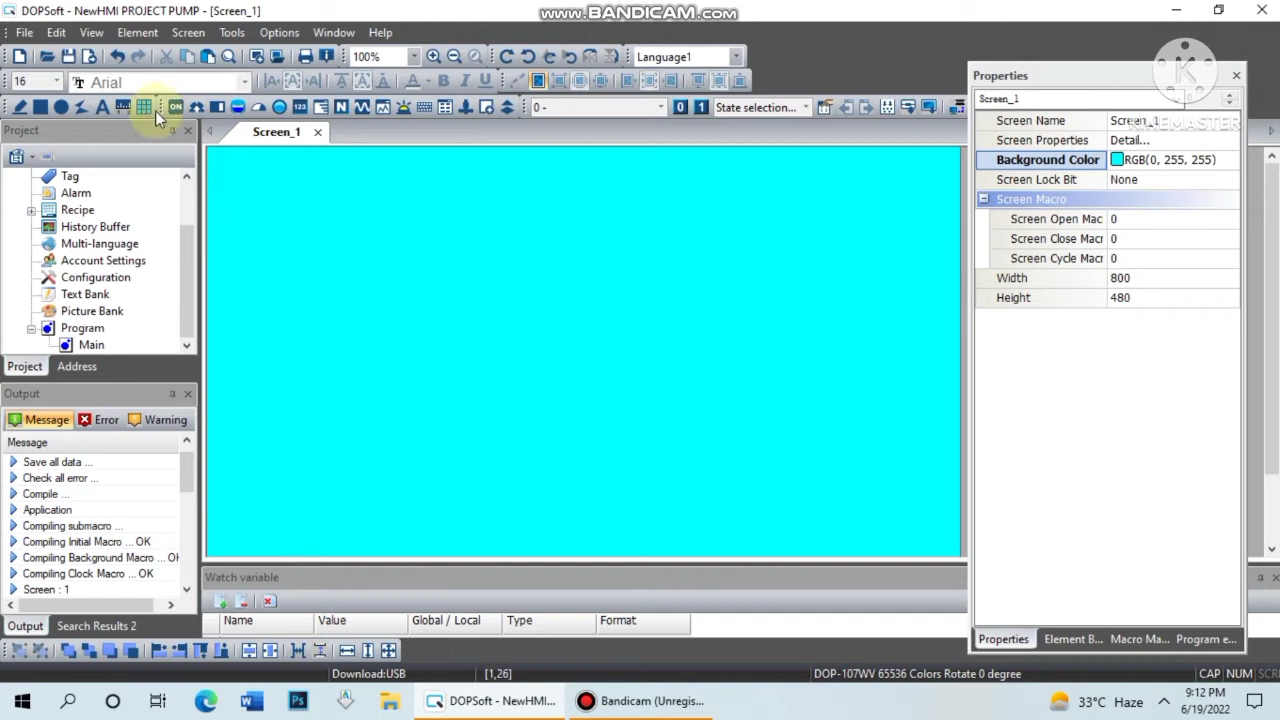 DOPSoft - NewHMI PROJECT PUMP - [Screen_1]
www.BANDICAM.com
File Edit View Element Screen Tools Options Window Help
100% Language1
16 Arial
0 - 0 1 State selection...
Project
Screen_1
Tag
Alarm
Recipe
History Buffer
Multi-language
Account Settings
Configuration
Text Bank
Picture Bank
Program
Main
Project Address
Output
Message Error Warning
Message
Save all data ...
Check all error ...
Compile ...
Application
Compiling submacro ...
Compiling Initial Macro ... OK
Compiling Background Macro ... OK
Compiling Clock Macro ... OK
Screen : 1
Output Search Results 2
Watch variable
Name Value Global / Local Type Format
Properties
Screen_1
Screen Name Screen_1
Screen Properties Detail...
Background Color RGB(0, 255, 255)
Screen Lock Bit None
Screen Macro
Screen Open Mac 0
Screen Close Macr 0
Screen Cycle Macr 0
Width 800
Height 480
Properties Element B... Macro Ma... Program e...
KINEMASTER
Download:USB [1,26] DOP-107WV 65536 Colors Rotate 0 degree CAP NUM SCR
DOPSoft - NewHMI... Bandicam (Unregis... 33°C Haze 9:12 PM
6/19/2022